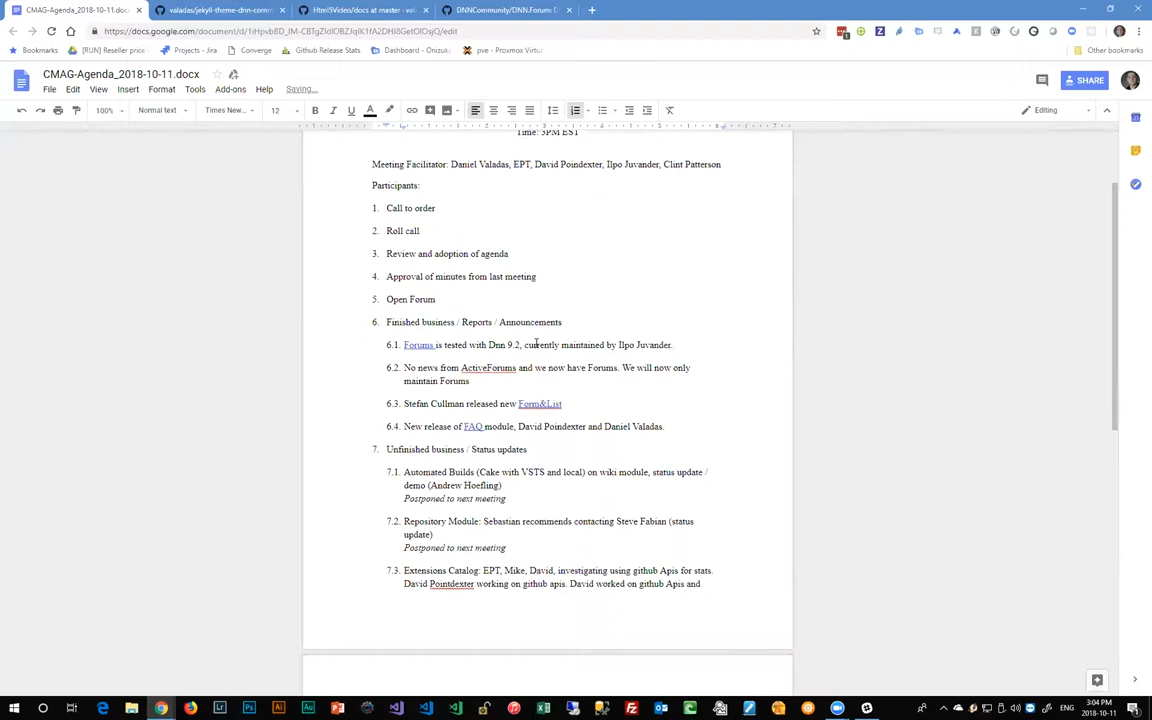 CMAG-Agenda_2018-10-11.docx
valadas/jekyll-theme-dnn-comm
Html5Video/docs at master · vala
DNNCommunity/DNN.Forum: D
https://docs.google.com/document/d/1iHpvbBD_IM-CBTgZIdIOBZJqIK1fA2DHI8GetOlOsjQ/edit
Bookmarks
[RUN] Reseller price
Projects - Jira
Converge
Github Release Stats
Dashboard - Onizuk
pve - Proxmox Virtu
Other bookmarks
CMAG-Agenda_2018-10-11.docx
File Edit View Insert Format Tools Add-ons Help Saving...
SHARE
100% Normal text Times New... 12 B I U A Editing
Time: 3PM EST
Meeting Facilitator: Daniel Valadas, EPT, David Poindexter, Ilpo Juvander, Clint Patterson
Participants:
1. Call to order
2. Roll call
3. Review and adoption of agenda
4. Approval of minutes from last meeting
5. Open Forum
6. Finished business / Reports / Announcements
6.1. Forums is tested with Dnn 9.2, currently maintained by Ilpo Juvander.
6.2. No news from ActiveForums and we now have Forums. We will now only
maintain Forums
6.3. Stefan Cullman released new Form&List
6.4. New release of FAQ module, David Poindexter and Daniel Valadas.
7. Unfinished business / Status updates
7.1. Automated Builds (Cake with VSTS and local) on wiki module, status update /
demo (Andrew Hoefling)
Postponed to next meeting
7.2. Repository Module: Sebastian recommends contacting Steve Fabian (status
update)
Postponed to next meeting
7.3. Extensions Catalog: EPT, Mike, David, investigating using github Apis for stats.
David Pointdexter working on github apis. David worked on github Apis and
ENG
3:04 PM
2018-10-11